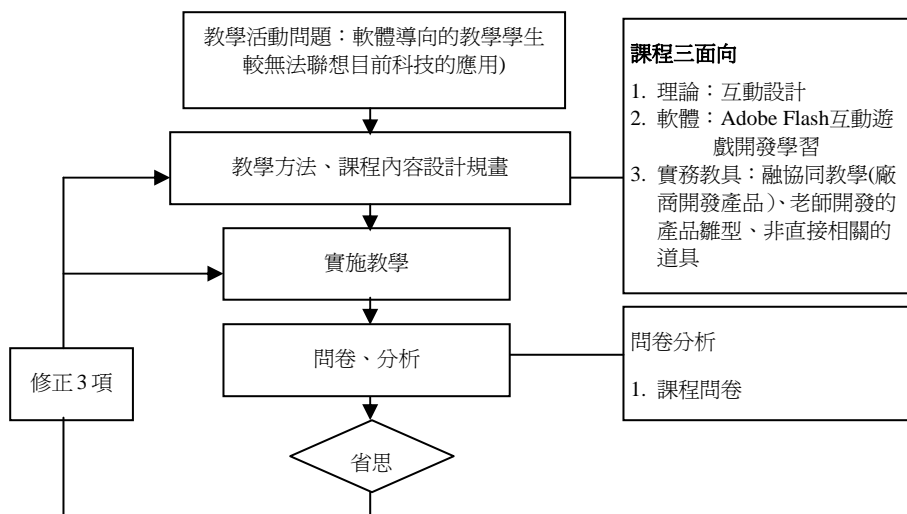 教學活動問題：軟體導向的教學學生
較無法聯想目前科技的應用)
教學方法、課程內容設計規畫
實施教學
問卷、分析
省思
修正3項
課程三面向
1. 理論：互動設計
2. 軟體：Adobe Flash互動遊
戲開發學習
3. 實務教具：融協同教學(廠
商開發產品)、老師開發的
產品雛型、非直接相關的
道具
問卷分析
1. 課程問卷